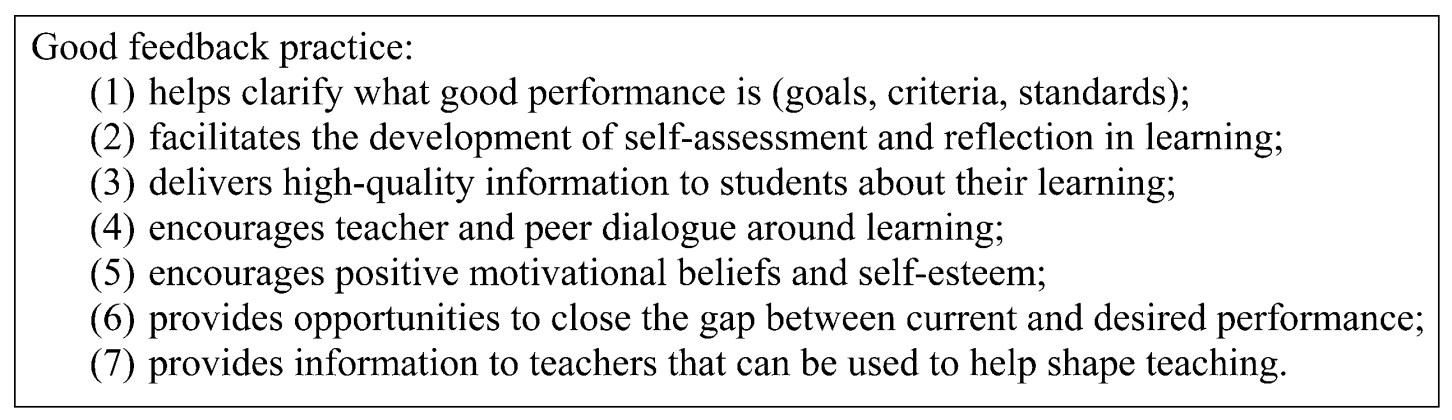 Good feedback practice:
(1) helps clarify what good performance is (goals, criteria, standards);
(2) facilitates the development of self-assessment and reflection in learning;
(3) delivers high-quality information to students about their learning;
(4) encourages teacher and peer dialogue around learning;
(5) encourages positive motivational beliefs and self-esteem;
(6) provides opportunities to close the gap between current and desired performance;
(7) provides information to teachers that can be used to help shape teaching.